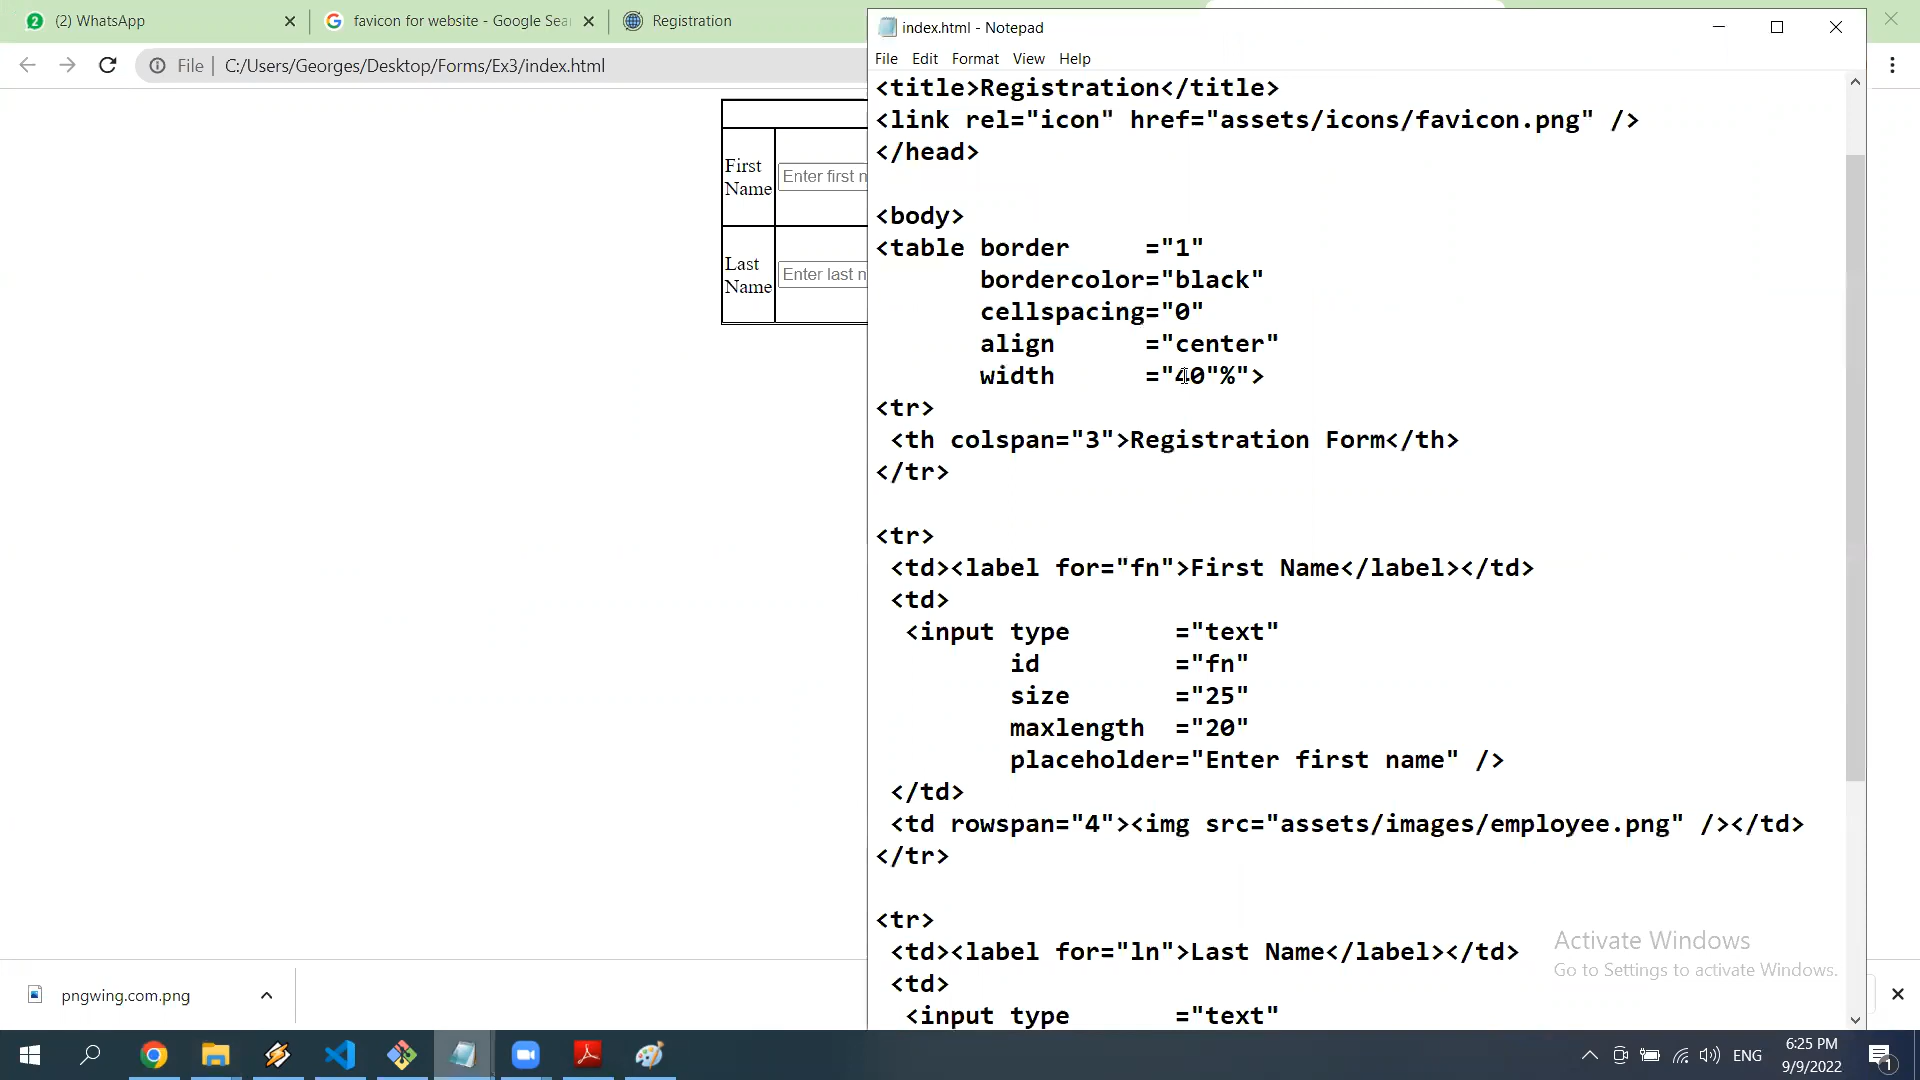 (2) WhatsApp
favicon for website - Google Sea
Registration
File C:/Users/Georges/Desktop/Forms/Ex3/index.html
First
Name
Enter first n
Last
Name
Enter last n
index.html - Notepad
File Edit Format View Help
<title>Registration</title>
<link rel="icon" href="assets/icons/favicon.png" />
</head>
<body>
<table border     ="1"
       bordercolor="black"
       cellspacing="0"
       align      ="center"
       width      ="40"%">
<tr>
 <th colspan="3">Registration Form</th>
</tr>
<tr>
 <td><label for="fn">First Name</label></td>
 <td>
  <input type       ="text"
         id         ="fn"
         size       ="25"
         maxlength  ="20"
         placeholder="Enter first name" />
 </td>
 <td rowspan="4"><img src="assets/images/employee.png" /></td>
</tr>
<tr>
 <td><label for="ln">Last Name</label></td>
 <td>
  <input type       ="text"
Activate Windows
Go to Settings to activate Windows.
pngwing.com.png
ENG
6:25 PM
9/9/2022
1